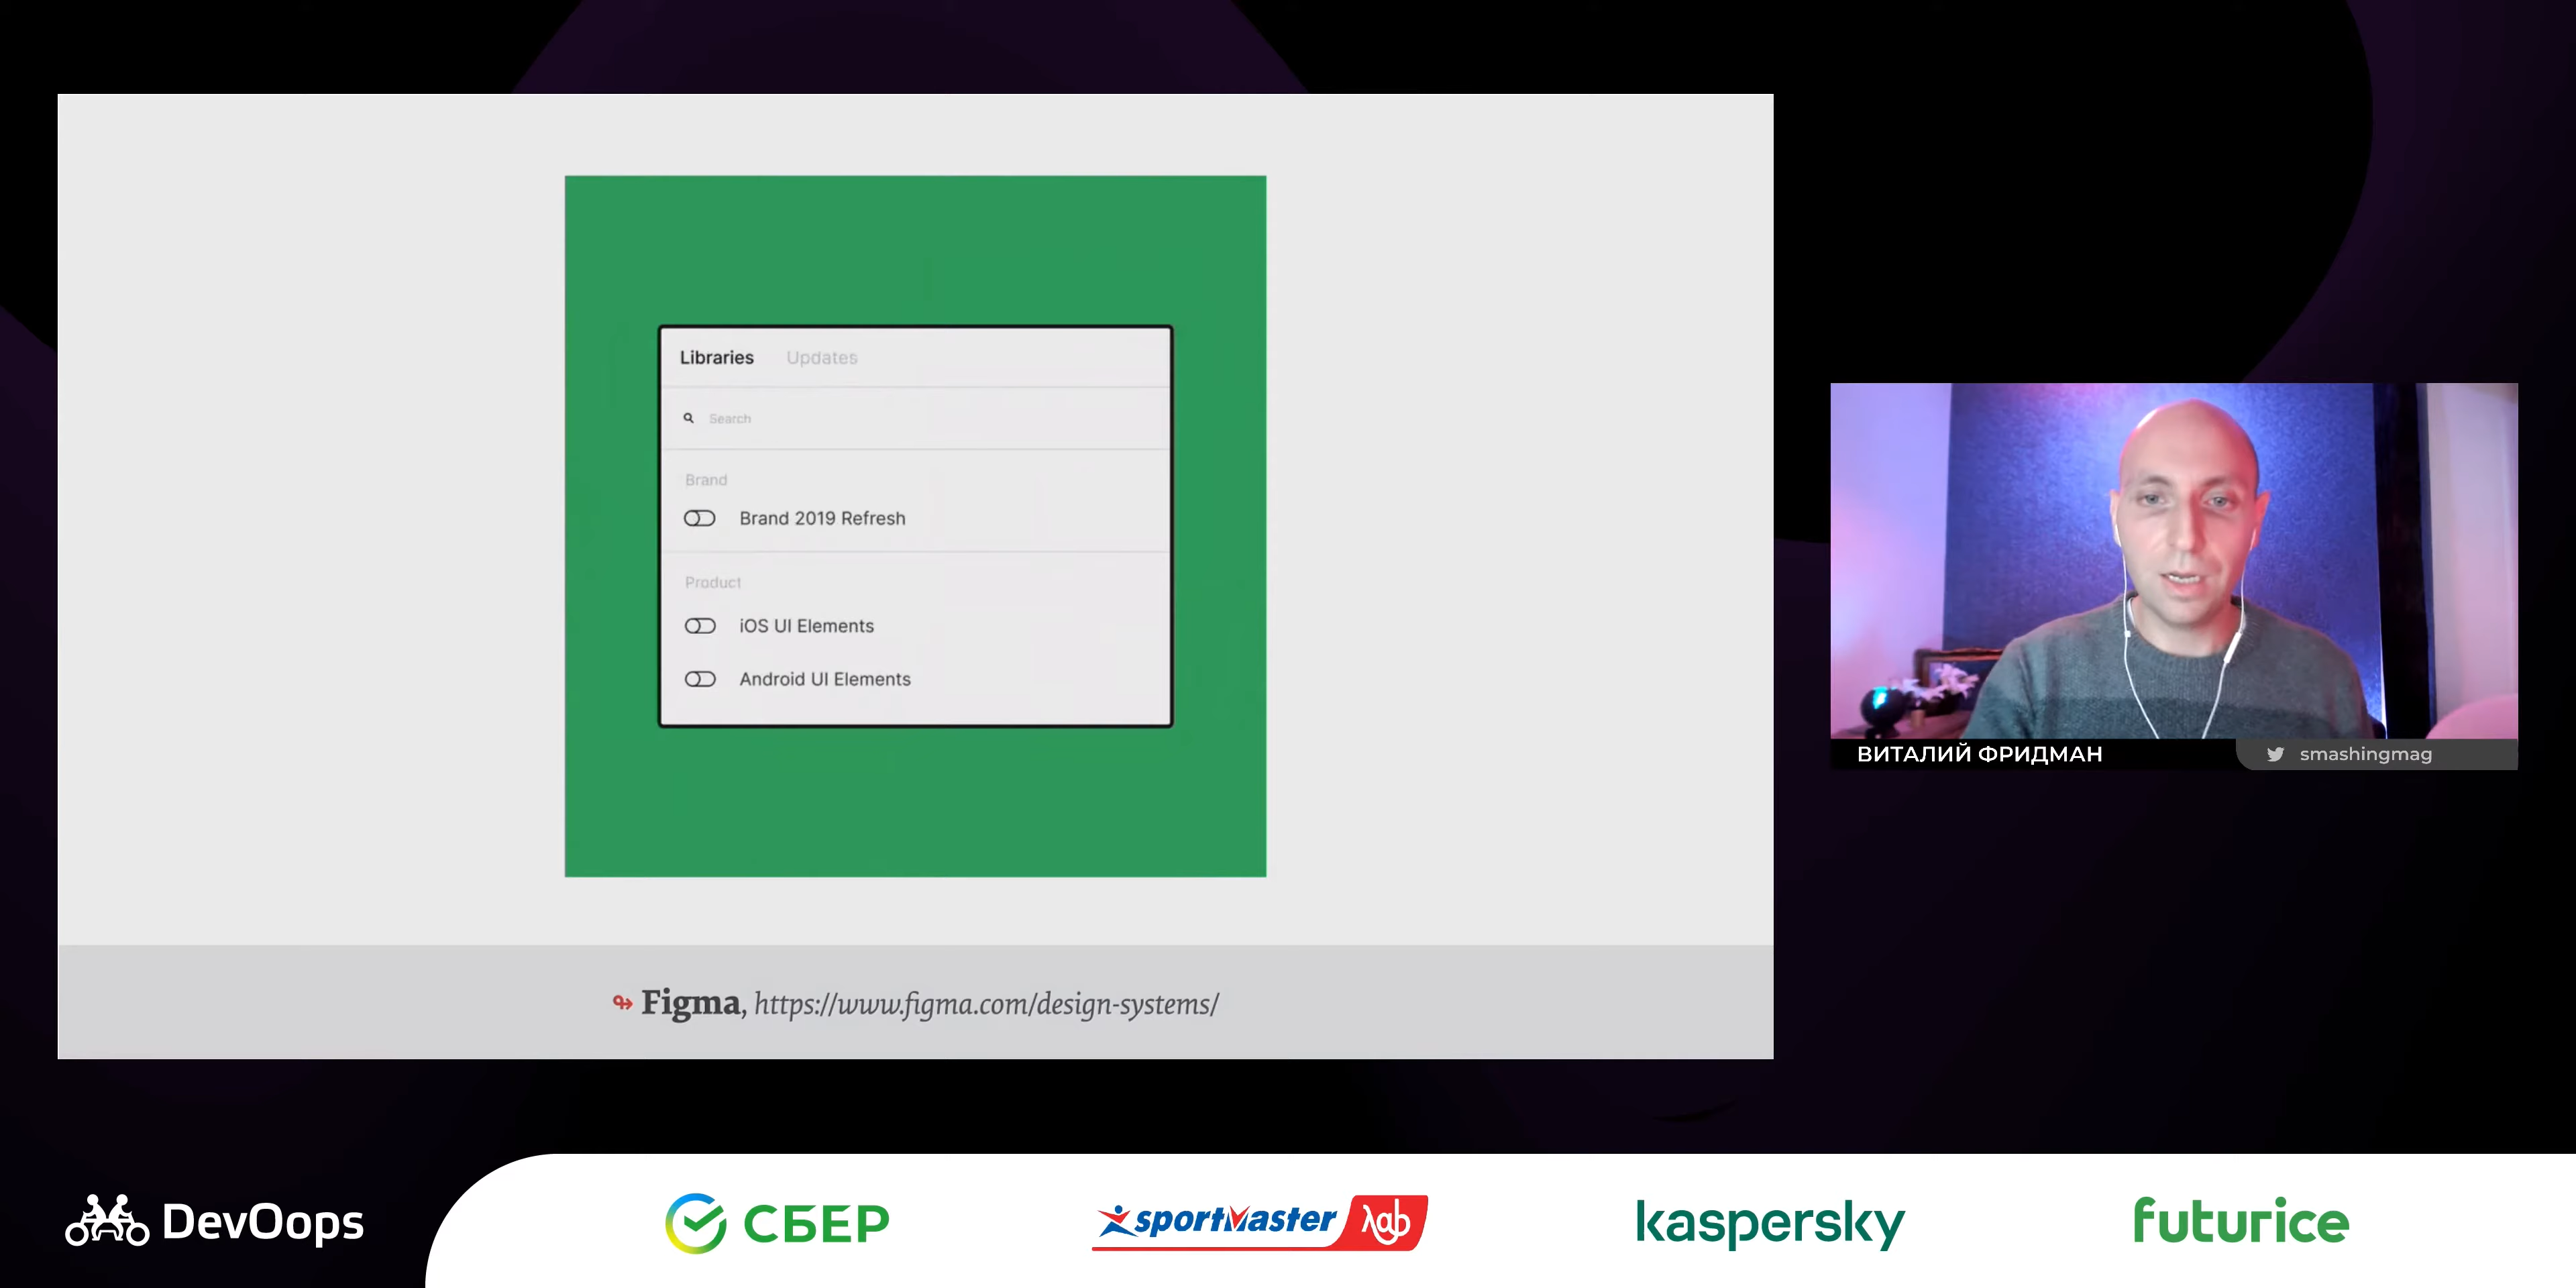 Libraries Updates
Search
Brand
Brand 2019 Refresh
Product
iOS UI Elements
Android UI Elements
Figma, https://www.figma.com/design-systems/
ВИТАЛИЙ ФРИДМАН
smashingmag
DevOops
СБЕР
sportmaster лab
kaspersky
futurice